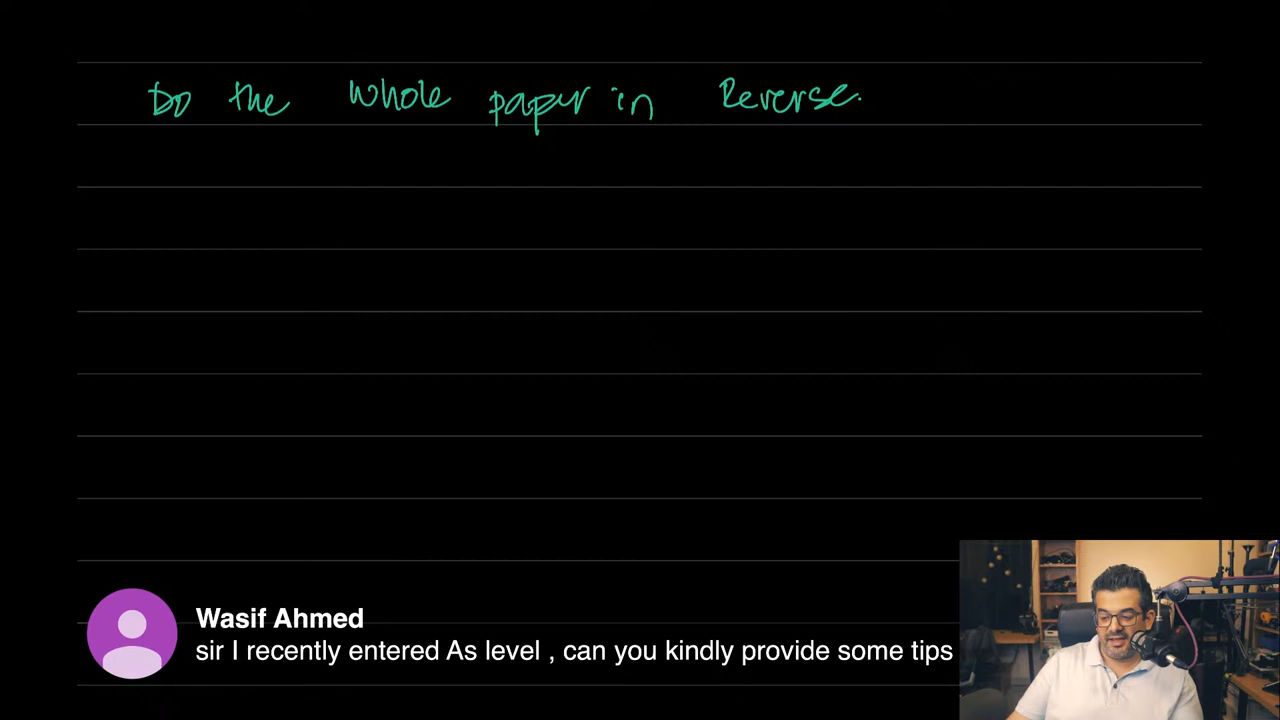 Do the whole paper in Reverse.
Wasif Ahmed
sir I recently entered As level , can you kindly provide some tips